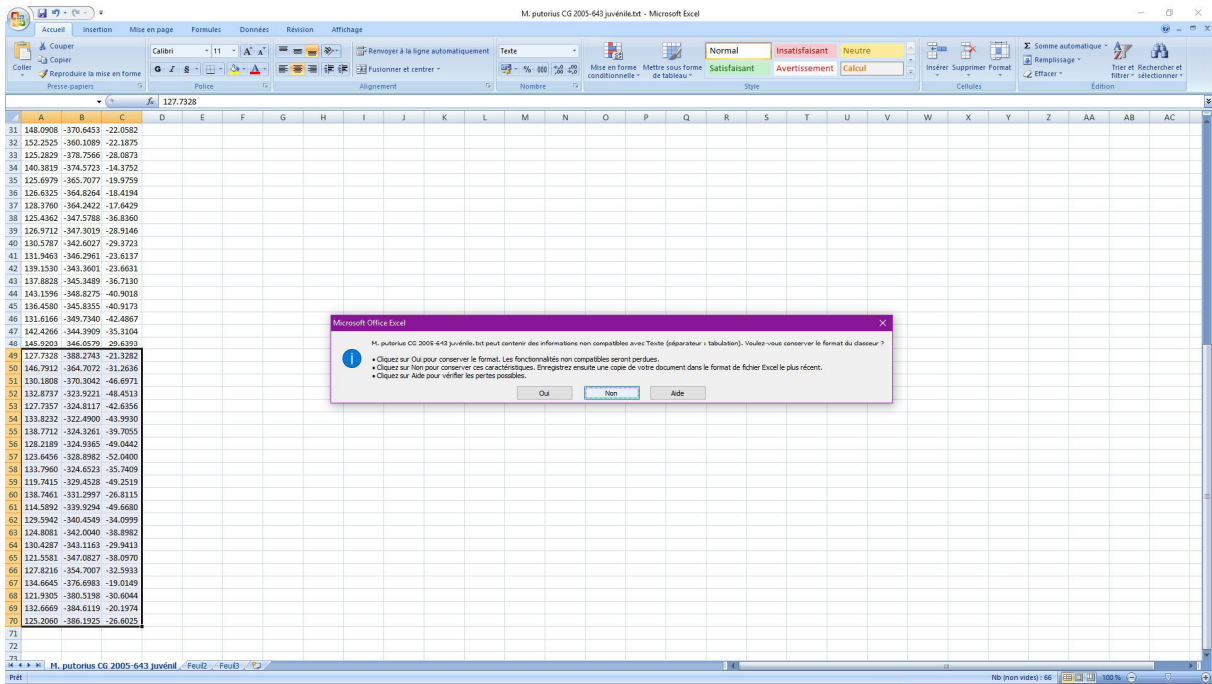 M. putorius CG 2005-643 juvénile.txt - Microsoft Excel
Accueil Insertion Mise en page Formules Données Révision Affichage
Couper
Copier
Reproduire la mise en forme
Coller
Presse-papiers
Calibri 11
G I S
Police
Renvoyer à la ligne automatiquement
Fusionner et centrer
Alignement
Texte
% 000
Nombre
Mise en forme conditionnelle
Mettre sous forme de tableau
Normal Insatisfaisant Neutre
Satisfaisant Avertissement Calcul
Style
Insérer Supprimer Format
Cellules
Σ Somme automatique
Remplissage
Effacer
Trier et filtrer
Rechercher et sélectionner
Édition
fx 127.7328
A B C D E F G H I J K L M N O P Q R S T U V W X Y Z AA AB AC
31 148.0908 -370.6453 -22.0582
32 152.2525 -360.1089 -22.1875
33 125.2829 -378.7566 -28.0873
34 140.3819 -374.5723 -14.3752
35 125.6979 -365.7077 -19.9759
36 126.6325 -364.8264 -18.4194
37 128.3760 -364.2422 -17.6429
38 125.4362 -347.5788 -36.8360
39 126.9712 -347.3019 -28.9146
40 130.5787 -342.6027 -29.3723
41 131.9463 -346.2961 -23.6137
42 139.1530 -343.3601 -23.6631
43 137.8828 -345.3489 -36.7130
44 143.1596 -348.8275 -40.9018
45 136.4580 -345.8355 -40.9173
46 131.6166 -349.7340 -42.4867
47 142.4266 -344.3909 -35.3104
48 145.9203 346.0579 29.6393
49 127.7328 -388.2743 -21.3282
50 146.7912 -364.7072 -31.2636
51 130.1808 -370.3042 -46.6971
52 132.8737 -323.9221 -48.4513
53 127.7357 -324.8117 -42.6356
54 133.8232 -322.4900 -43.9930
55 138.7712 -324.3261 -39.7055
56 128.2189 -324.9365 -49.0442
57 123.6456 -328.8982 -52.0400
58 133.7960 -324.6523 -35.7409
59 119.7415 -329.4528 -49.2519
60 138.7461 -331.2997 -26.8115
61 114.5892 -339.9294 -49.6680
62 129.5942 -340.4549 -34.0999
63 124.8081 -342.0040 -38.8982
64 130.4287 -343.1163 -29.9413
65 121.5581 -347.0827 -38.0970
66 127.8216 -354.7007 -32.5933
67 134.6645 -376.6983 -19.0149
68 121.9305 -380.5198 -30.6044
69 132.6669 -384.6119 -20.1974
70 125.2060 -386.1925 -26.6025
71
72
73
Microsoft Office Excel
M. putorius CG 2005-643 juvénile.txt peut contenir des informations non compatibles avec Texte (séparateur : tabulation). Voulez-vous conserver le format du classeur ?
• Cliquez sur Oui pour conserver le format. Les fonctionnalités non compatibles seront perdues.
• Cliquez sur Non pour conserver ces caractéristiques. Enregistrez ensuite une copie de votre document dans le format de fichier Excel le plus récent.
• Cliquez sur Aide pour vérifier les pertes possibles.
Oui Non Aide
M. putorius CG 2005-643 juvénil Feuil2 Feuil3
Prêt Nb (non vides) : 66 100 %